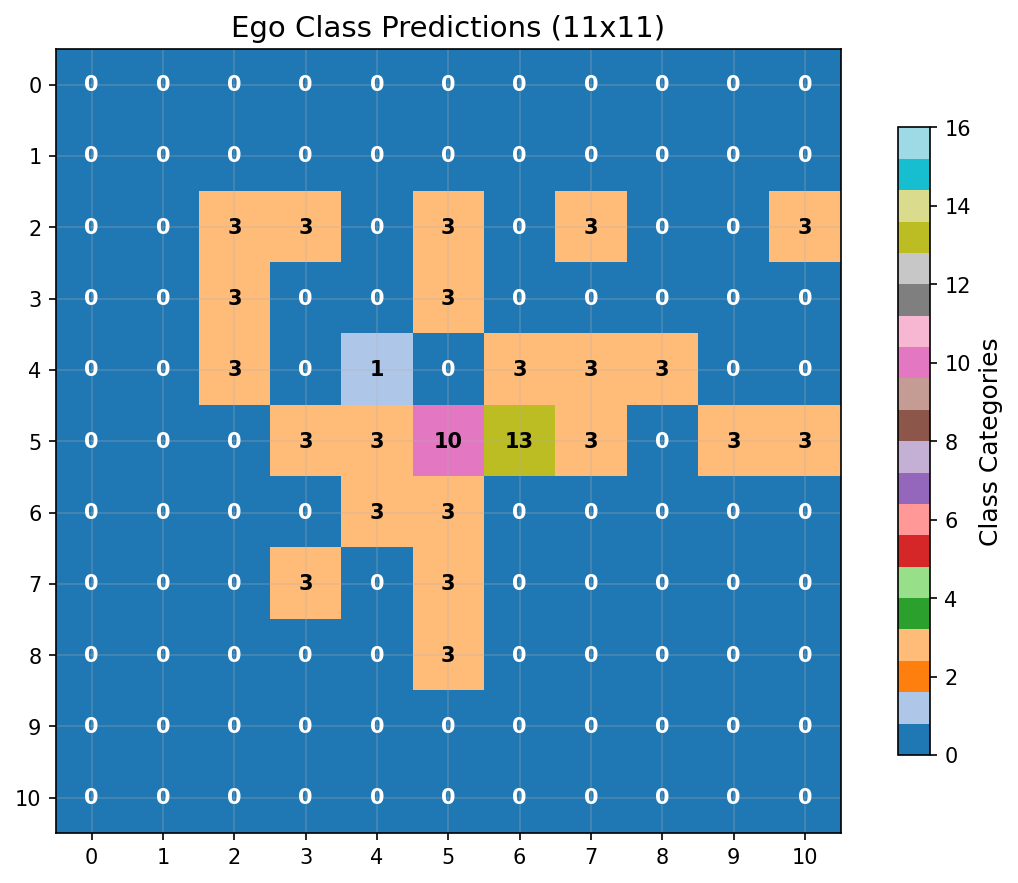 Ego Class Predictions (11x11)
0 0 0 0 0 0 0 0 0 0 0 0
1 0 0 0 0 0 0 0 0 0 0 0
2 0 0 3 3 0 3 0 3 0 0 3
3 0 0 3 0 0 3 0 0 0 0 0
4 0 0 3 0 1 0 3 3 3 0 0
5 0 0 0 3 3 10 13 3 0 3 3
6 0 0 0 0 3 3 0 0 0 0 0
7 0 0 0 3 0 3 0 0 0 0 0
8 0 0 0 0 0 3 0 0 0 0 0
9 0 0 0 0 0 0 0 0 0 0 0
10 0 0 0 0 0 0 0 0 0 0 0
0 1 2 3 4 5 6 7 8 9 10
16
14
12
10
8
6
4
2
0
Class Categories